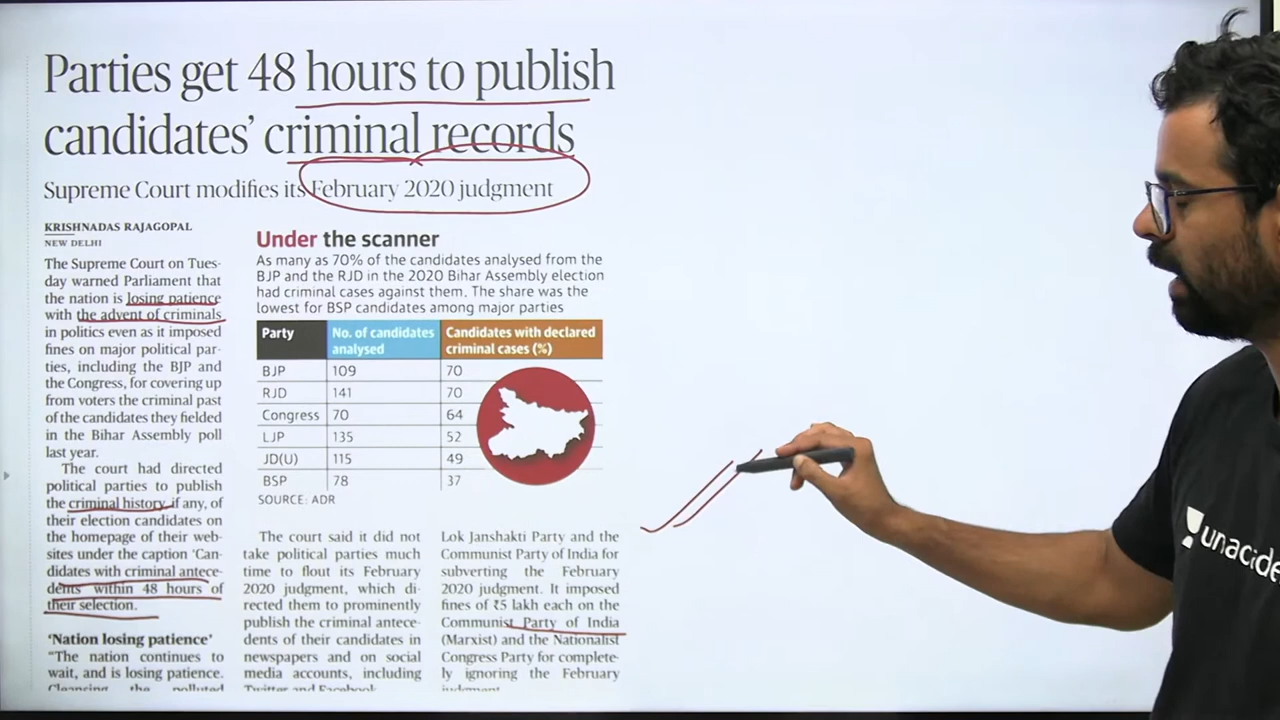 Parties get 48 hours to publish
candidates' criminal records
Supreme Court modifies its February 2020 judgment
KRISHNADAS RAJAGOPAL
NEW DELHI
The Supreme Court on Tues-
day warned Parliament that
the nation is losing patience
with the advent of criminals
in politics even as it imposed
fines on major political par-
ties, including the BJP and
the Congress, for covering up
from voters the criminal past
of the candidates they fielded
in the Bihar Assembly poll
last year.
The court had directed
political parties to publish
the criminal history, if any, of
their election candidates on
the homepage of their web-
sites under the caption 'Can-
didates with criminal antece-
dents' within 48 hours of
their selection.
'Nation losing patience'
"The nation continues to
wait, and is losing patience.
Cleansing the polluted
Under the scanner
As many as 70% of the candidates analysed from the
BJP and the RJD in the 2020 Bihar Assembly election
had criminal cases against them. The share was the
lowest for BSP candidates among major parties
Party No. of candidates analysed Candidates with declared criminal cases (%)
BJP 109 70
RJD 141 70
Congress 70 64
LJP 135 52
JD(U) 115 49
BSP 78 37
SOURCE: ADR
The court said it did not
take political parties much
time to flout its February
2020 judgment, which di-
rected them to prominently
publish the criminal antece-
dents of their candidates in
newspapers and on social
media accounts, including
Twitter and Facebook.
Lok Janshakti Party and the
Communist Party of India for
subverting the February
2020 judgment. It imposed
fines of ₹5 lakh each on the
Communist Party of India
(Marxist) and the Nationalist
Congress Party for complete-
ly ignoring the February
judgment.
unacade